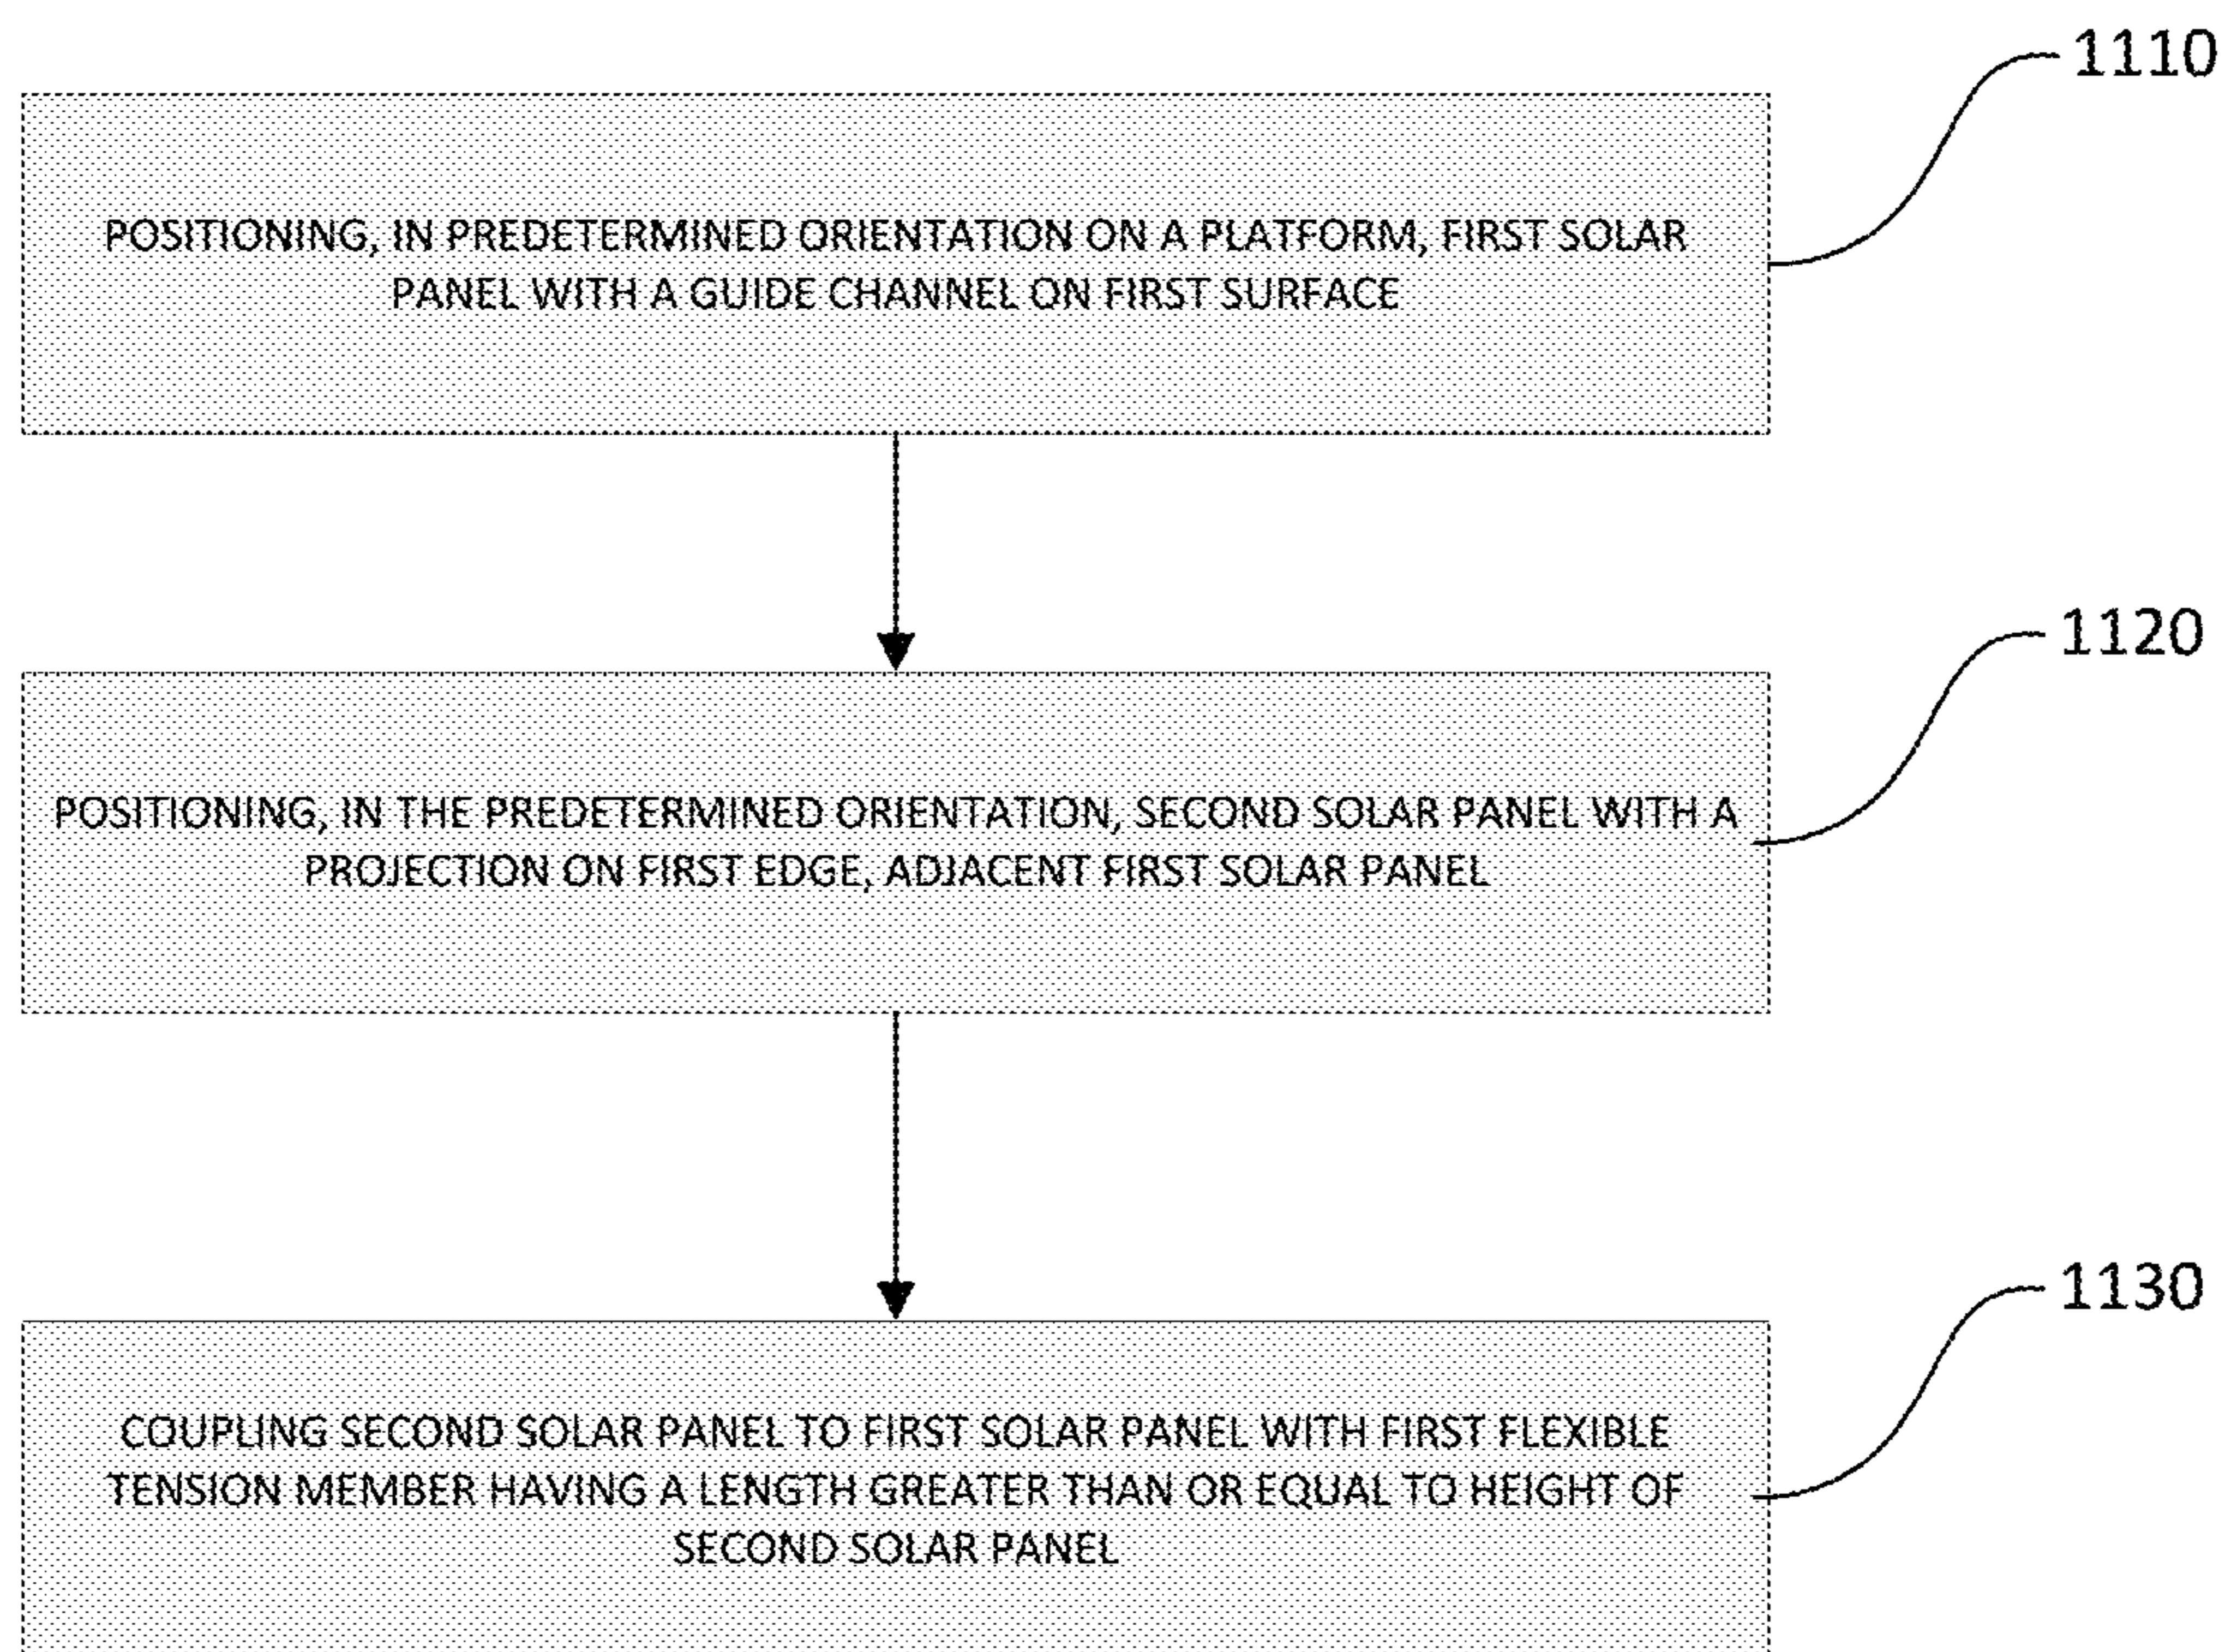 1110
POSITIONING, IN PREDETERMINED ORIENTATION ON A PLATFORM, FIRST SOLAR
PANEL WITH A GUIDE CHANNEL ON FIRST SURFACE
1120
POSITIONING, IN THE PREDETERMINED ORIENTATION, SECOND SOLAR PANEL WITH A
PROJECTION ON FIRST EDGE, ADJACENT FIRST SOLAR PANEL
1130
COUPLING SECOND SOLAR PANEL TO FIRST SOLAR PANEL WITH FIRST FLEXIBLE
TENSION MEMBER HAVING A LENGTH GREATER THAN OR EQUAL TO HEIGHT OF
SECOND SOLAR PANEL